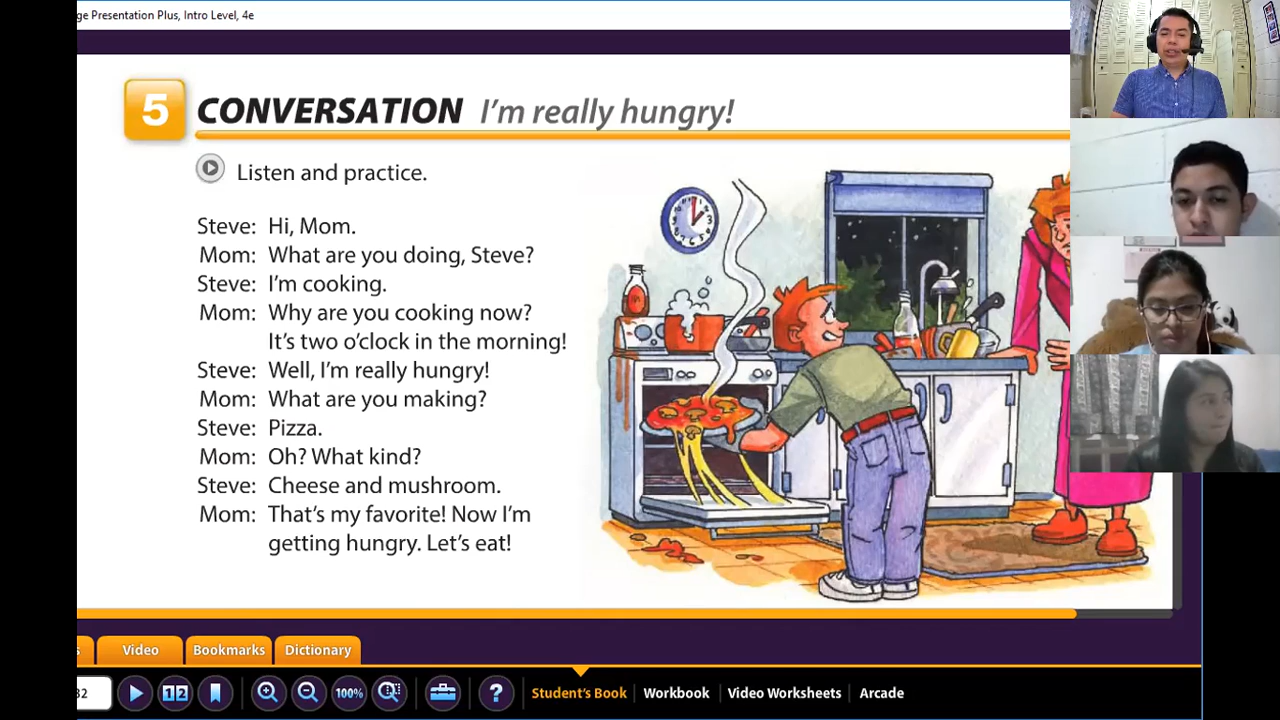 ge Presentation Plus, Intro Level, 4e
5 CONVERSATION I'm really hungry!
Listen and practice.
Steve: Hi, Mom.
Mom: What are you doing, Steve?
Steve: I'm cooking.
Mom: Why are you cooking now?
It's two o'clock in the morning!
Steve: Well, I'm really hungry!
Mom: What are you making?
Steve: Pizza.
Mom: Oh? What kind?
Steve: Cheese and mushroom.
Mom: That's my favorite! Now I'm
getting hungry. Let's eat!
s Video Bookmarks Dictionary
32 1 2 100% ? Student's Book Workbook Video Worksheets Arcade